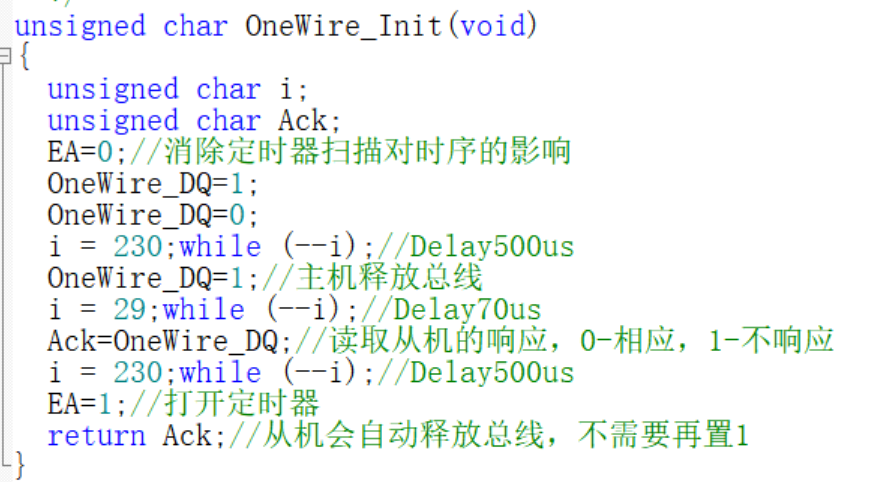 unsigned char OneWire_Init(void)
{
unsigned char i;
unsigned char Ack;
EA=0;//消除定时器扫描对时序的影响
OneWire_DQ=1;
OneWire_DQ=0;
i = 230;while (--i);//Delay500us
OneWire_DQ=1;//主机释放总线
i = 29;while (--i);//Delay70us
Ack=OneWire_DQ;//读取从机的响应，0-相应，1-不响应
i = 230;while (--i);//Delay500us
EA=1;//打开定时器
return Ack;//从机会自动释放总线，不需要再置1
}